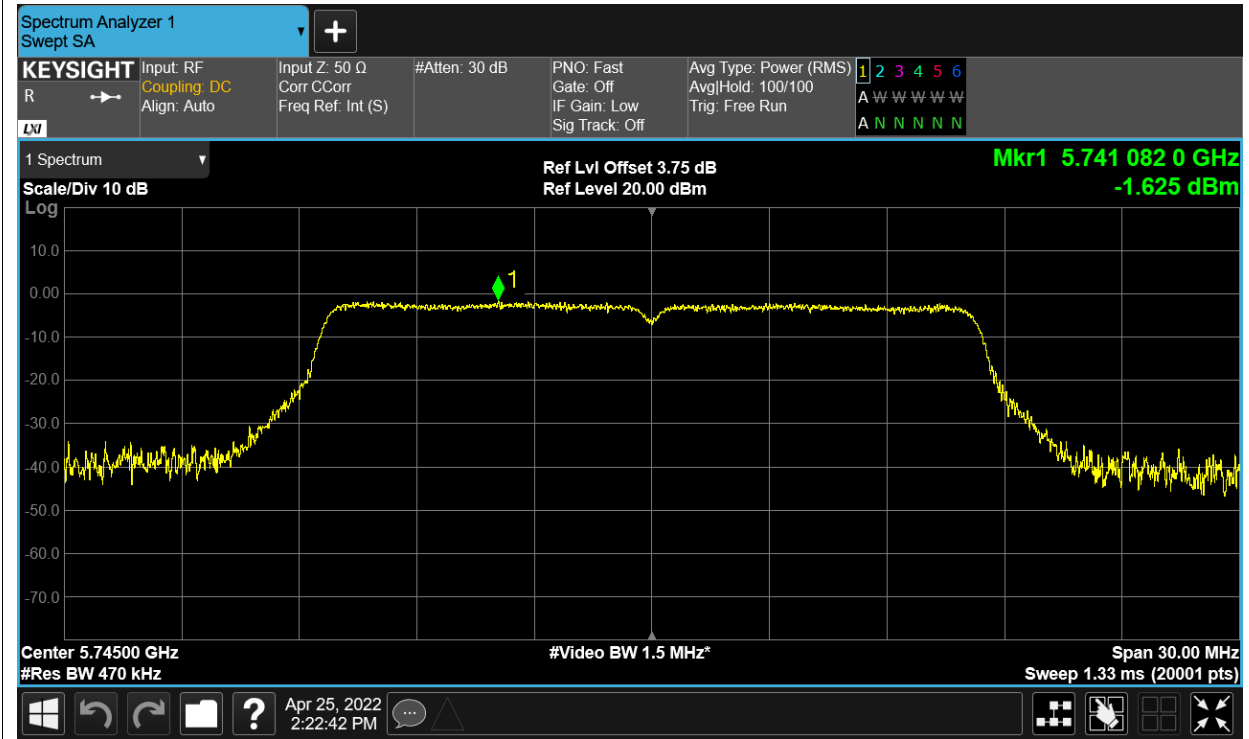 Spectrum Analyzer 1
Swept SA
+
KEYSIGHT
R
LXI
Input: RF
Coupling: DC
Align: Auto
Input Z: 50 Ω
Corr CCorr
Freq Ref: Int (S)
#Atten: 30 dB
PNO: Fast
Gate: Off
IF Gain: Low
Sig Track: Off
Avg Type: Power (RMS)
Avg|Hold: 100/100
Trig: Free Run
1 2 3 4 5 6
A W W W W W
A N N N N N
1 Spectrum
Scale/Div 10 dB
Log
Ref Lvl Offset 3.75 dB
Ref Level 20.00 dBm
Mkr1 5.741 082 0 GHz
-1.625 dBm
1
10.0
0.00
-10.0
-20.0
-30.0
-40.0
-50.0
-60.0
-70.0
Center 5.74500 GHz
#Res BW 470 kHz
#Video BW 1.5 MHz*
Span 30.00 MHz
Sweep 1.33 ms (20001 pts)
?
Apr 25, 2022
2:22:42 PM